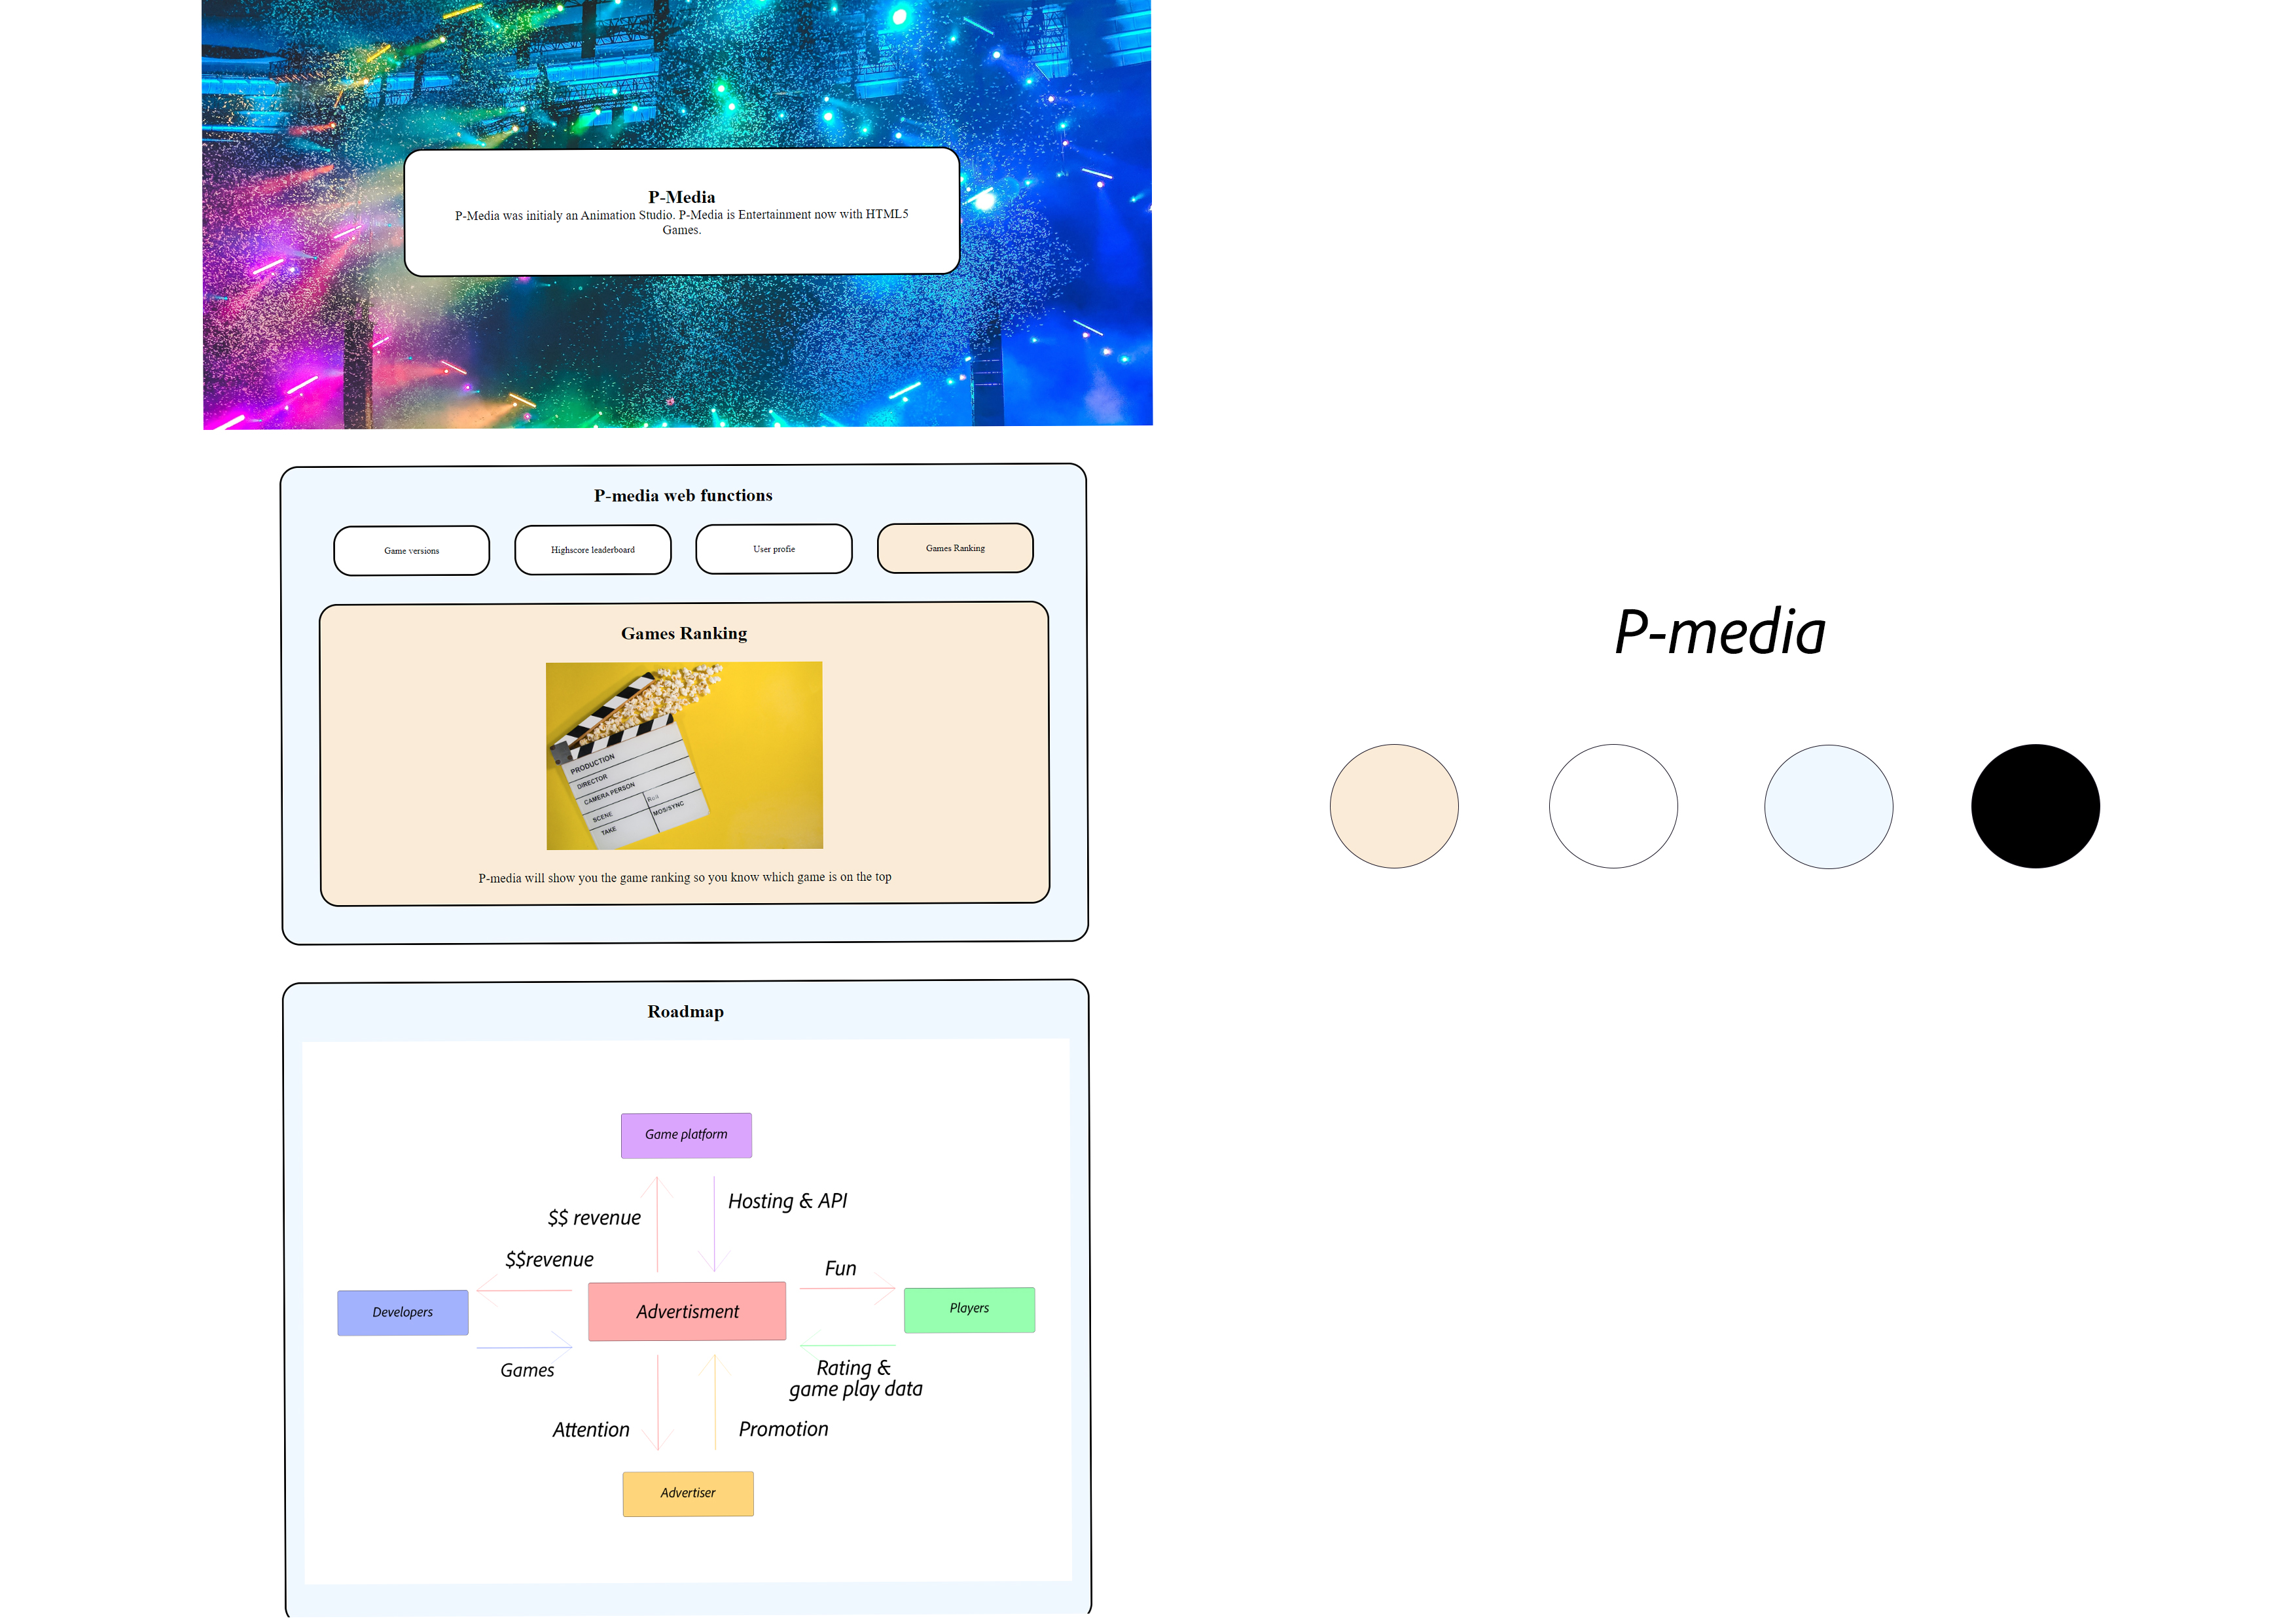 P-Media
P-Media was initialy an Animation Studio. P-Media is Entertainment now with HTML5
Games.
P-media web functions
Game versions
Highscore leaderboard
User profie
Games Ranking
Games Ranking
PRODUCTION
DIRECTOR
CAMERA PERSON
Roll
SCENE
MOS/SYNC
TAKE
P-media will show you the game ranking so you know which game is on the top
P-media
Roadmap
Game platform
Hosting & API
$$ revenue
$$revenue
Fun
Developers
Advertisment
Players
Games
Rating &
game play data
Attention
Promotion
Advertiser